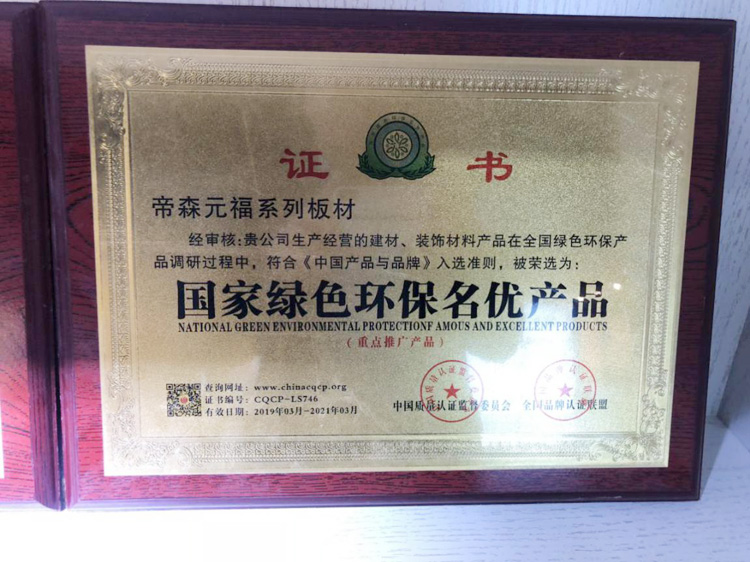 证 书
帝森元福系列板材
经审核:贵公司生产经营的建材、装饰材料产品在全国绿色环保产
品调研过程中，符合《中国产品与品牌》入选准则，被荣选为：
国家绿色环保名优产品
NATIONAL GREEN ENVIRONMENTAL PROTECTIONF AMOUS AND EXCELLENT PRODUCTS
（重点推广产品）
查询网址：www.chinacqcp.org
证书编号：CQCP-LS746
有效日期：2019年03月-2021年03月
中国质量认证监督委员会 全国品牌认证联盟